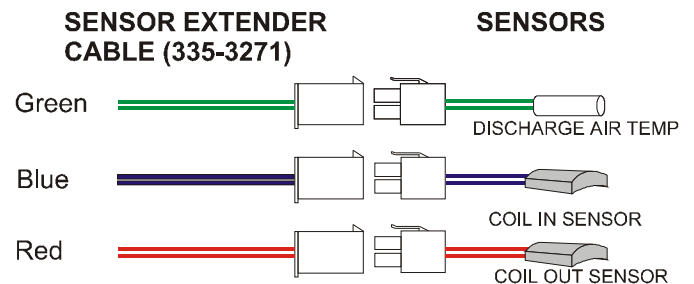 SENSOR EXTENDER
CABLE (335-3271)
SENSORS
Green
DISCHARGE AIR TEMP
Blue
COIL IN SENSOR
Red
COIL OUT SENSOR